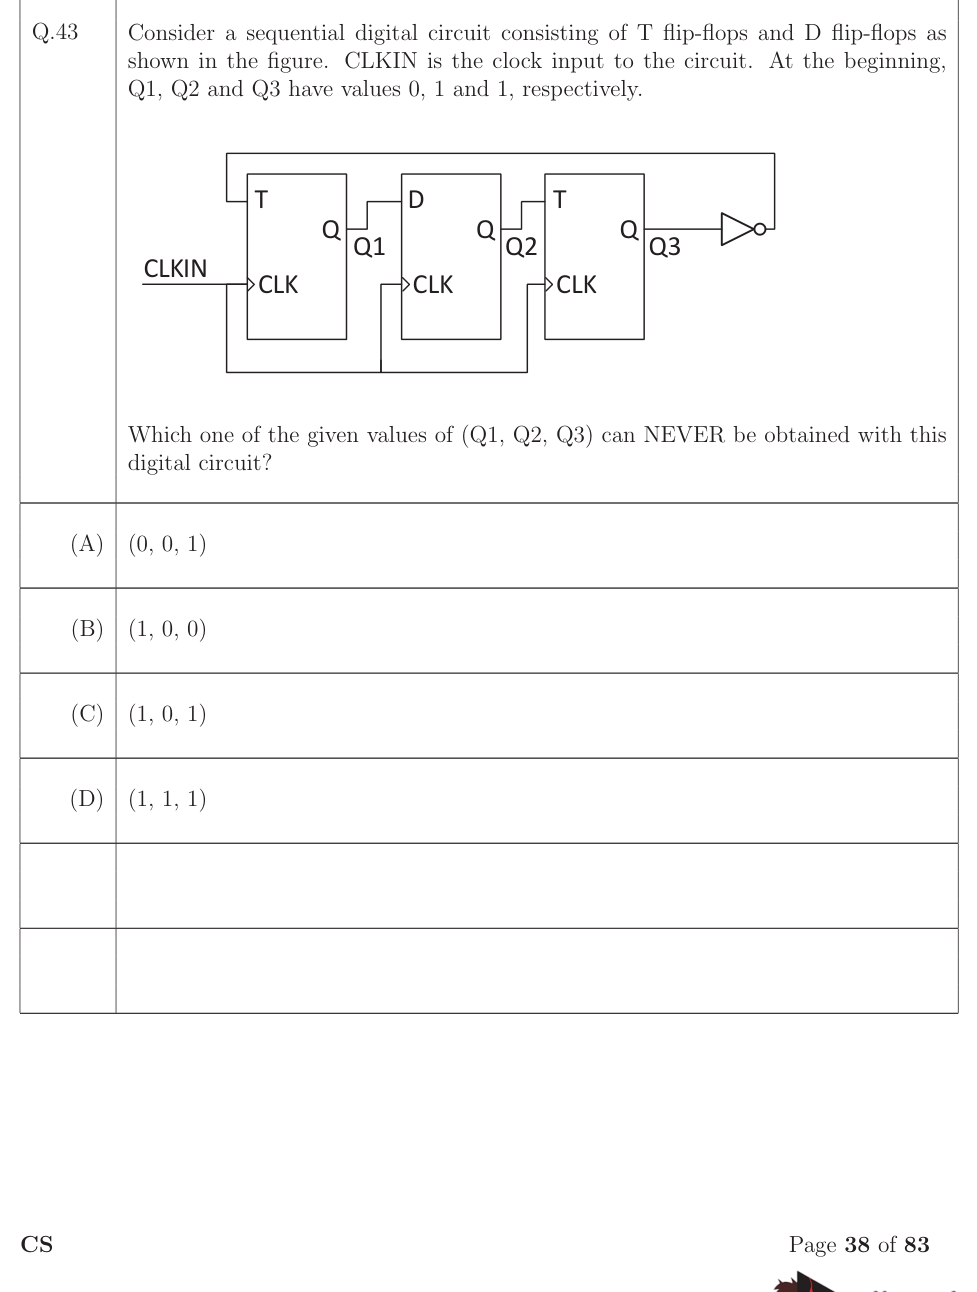 Q.43
Consider a sequential digital circuit consisting of T flip-flops and D flip-flops as
shown in the figure. CLKIN is the clock input to the circuit. At the beginning,
Q1, Q2 and Q3 have values 0, 1 and 1, respectively.
T D T
Q Q Q
Q1 Q2 Q3
CLKIN
CLK CLK CLK
Which one of the given values of (Q1, Q2, Q3) can NEVER be obtained with this
digital circuit?
(A) (0, 0, 1)
(B) (1, 0, 0)
(C) (1, 0, 1)
(D) (1, 1, 1)
CS Page 38 of 83